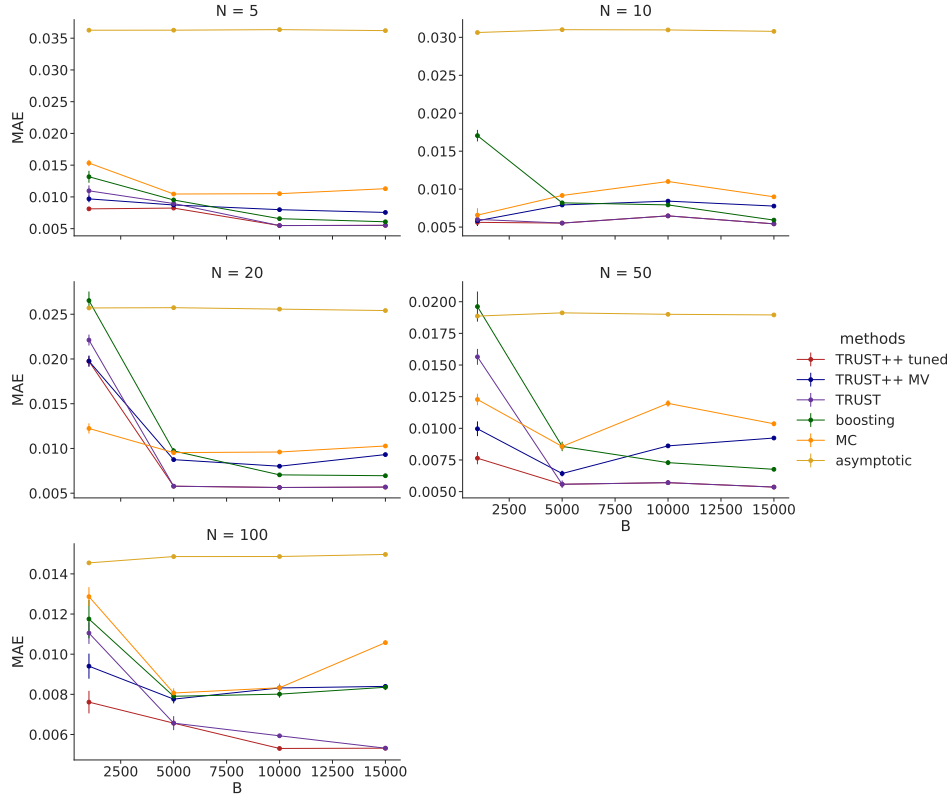 N = 5
0.035
0.030
0.025
0.020
0.015
0.010
0.005
MAE
N = 10
0.030
0.025
0.020
0.015
0.010
0.005
N = 20
0.025
0.020
0.015
0.010
0.005
MAE
N = 50
0.0200
0.0175
0.0150
0.0125
0.0100
0.0075
0.0050
2500 5000 7500 10000 12500 15000
B
methods
TRUST++ tuned
TRUST++ MV
TRUST
boosting
MC
asymptotic
N = 100
0.014
0.012
0.010
0.008
0.006
MAE
2500 5000 7500 10000 12500 15000
B